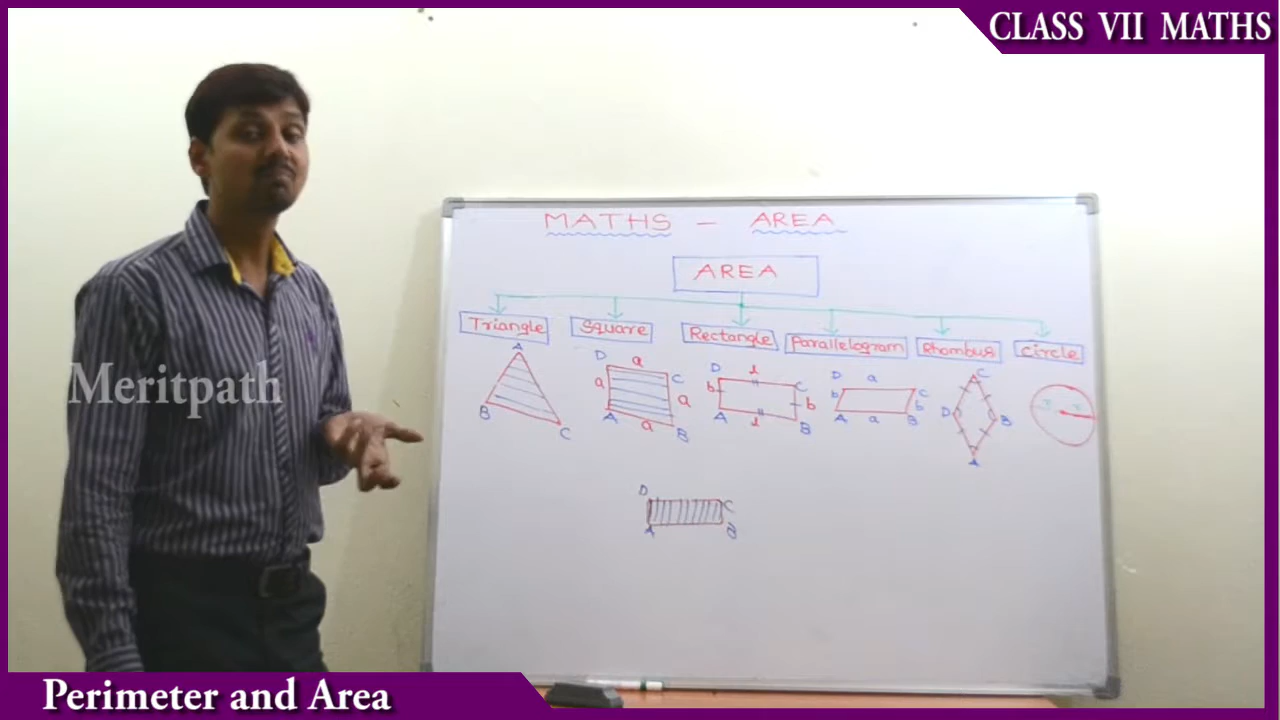 CLASS VII MATHS
MATHS - AREA
AREA
Triangle Square Rectangle Parallelogram Rhombus Circle
A
B
C
D a C
a a
A a B
D l C
b b
A l B
D a C
b b
A a B
C
D B
A
r r
D C
A B
Meritpath
Perimeter and Area